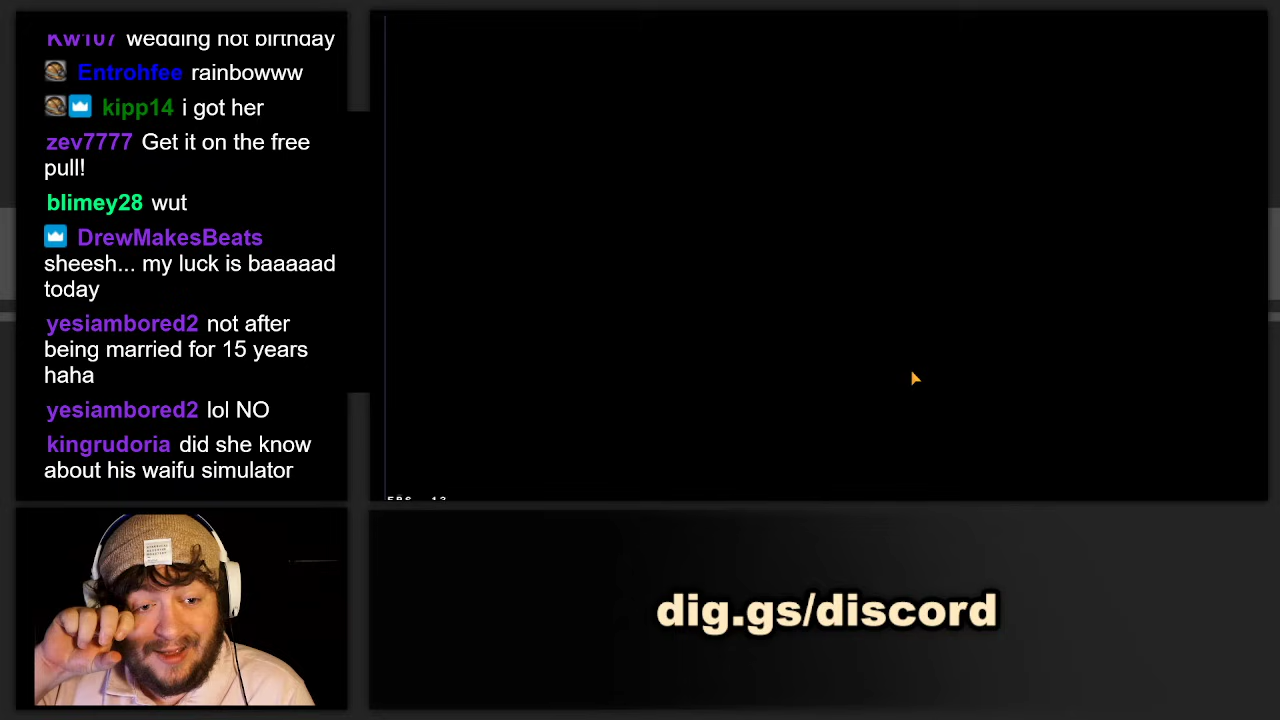 Kw107 wedding not birthday
Entrohfee rainbowww
kipp14 i got her
zev7777 Get it on the free
pull!
blimey28 wut
DrewMakesBeats
sheesh... my luck is baaaaad
today
yesiambored2 not after
being married for 15 years
haha
yesiambored2 lol NO
kingrudoria did she know
about his waifu simulator
dig.gs/discord